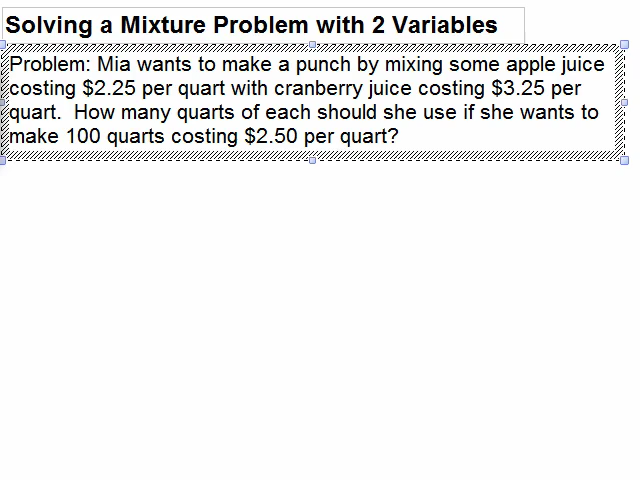 Solving a Mixture Problem with 2 Variables
Problem: Mia wants to make a punch by mixing some apple juice
costing $2.25 per quart with cranberry juice costing $3.25 per
quart.  How many quarts of each should she use if she wants to
make 100 quarts costing $2.50 per quart?